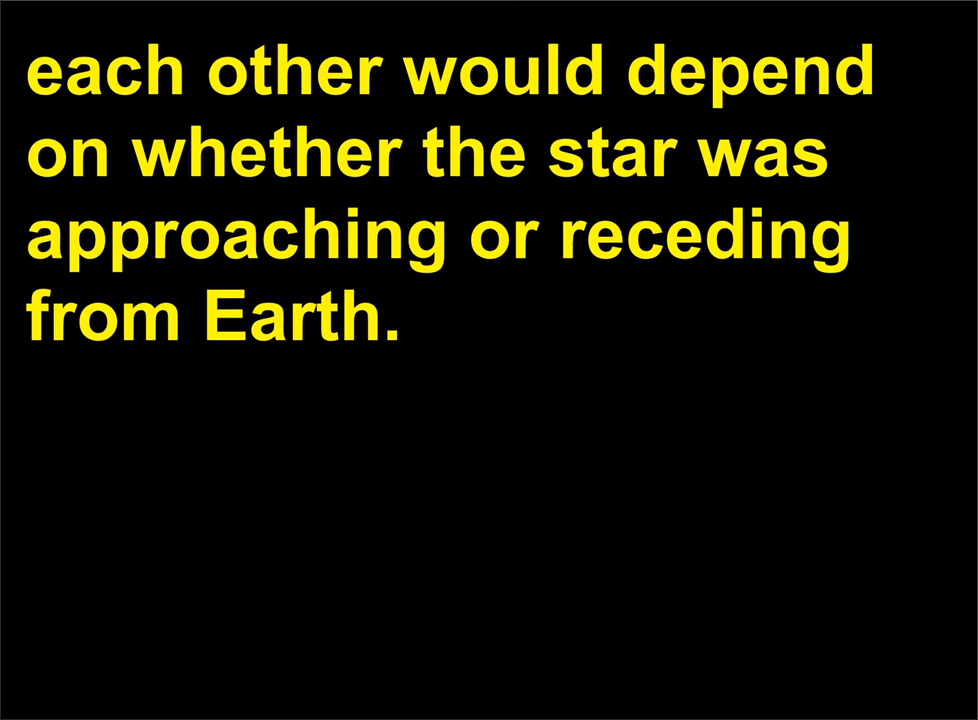 each other would depend
on whether the star was
approaching or receding
from Earth.